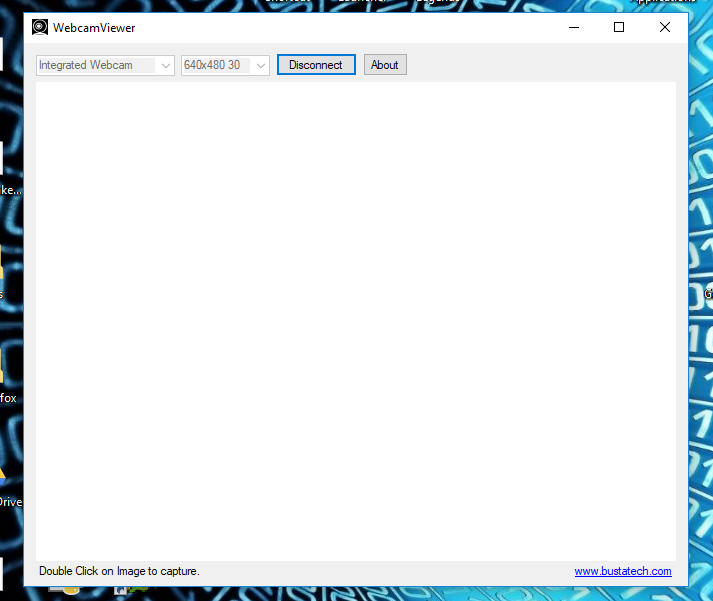 WebcamViewer
Integrated Webcam
640x480 30
Disconnect
About
ke...
s
fox
Drive
Double Click on Image to capture.
www.bustatech.com